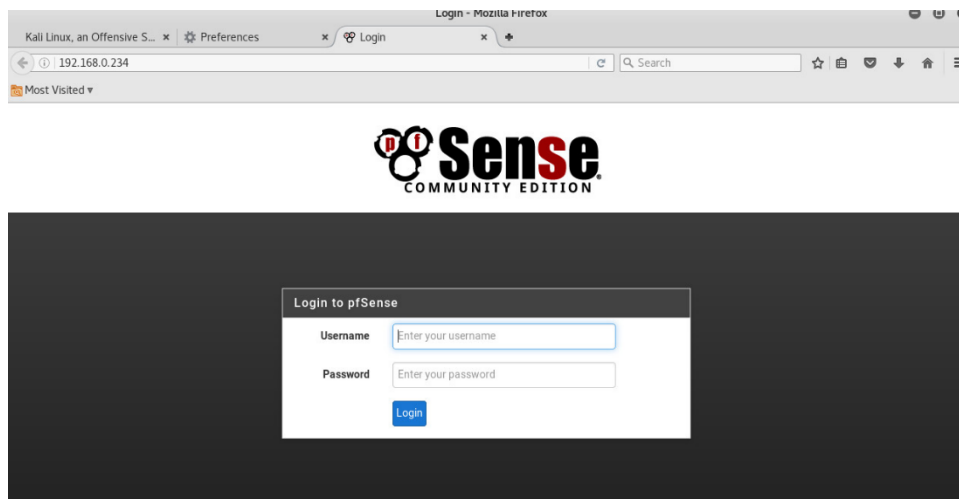 Login - Mozilla Firefox
Kali Linux, an Offensive S... × Preferences × Login ×
192.168.0.234 Search
Most Visited
pf Sense
COMMUNITY EDITION
Login to pfSense
Username Enter your username
Password Enter your password
Login